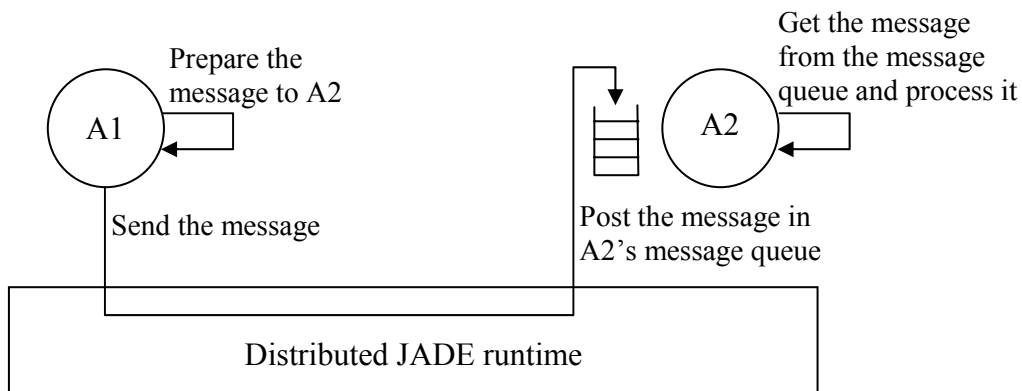 Prepare the
message to A2
A1
Send the message
Get the message
from the message
queue and process it
A2
Post the message in
A2’s message queue
Distributed JADE runtime